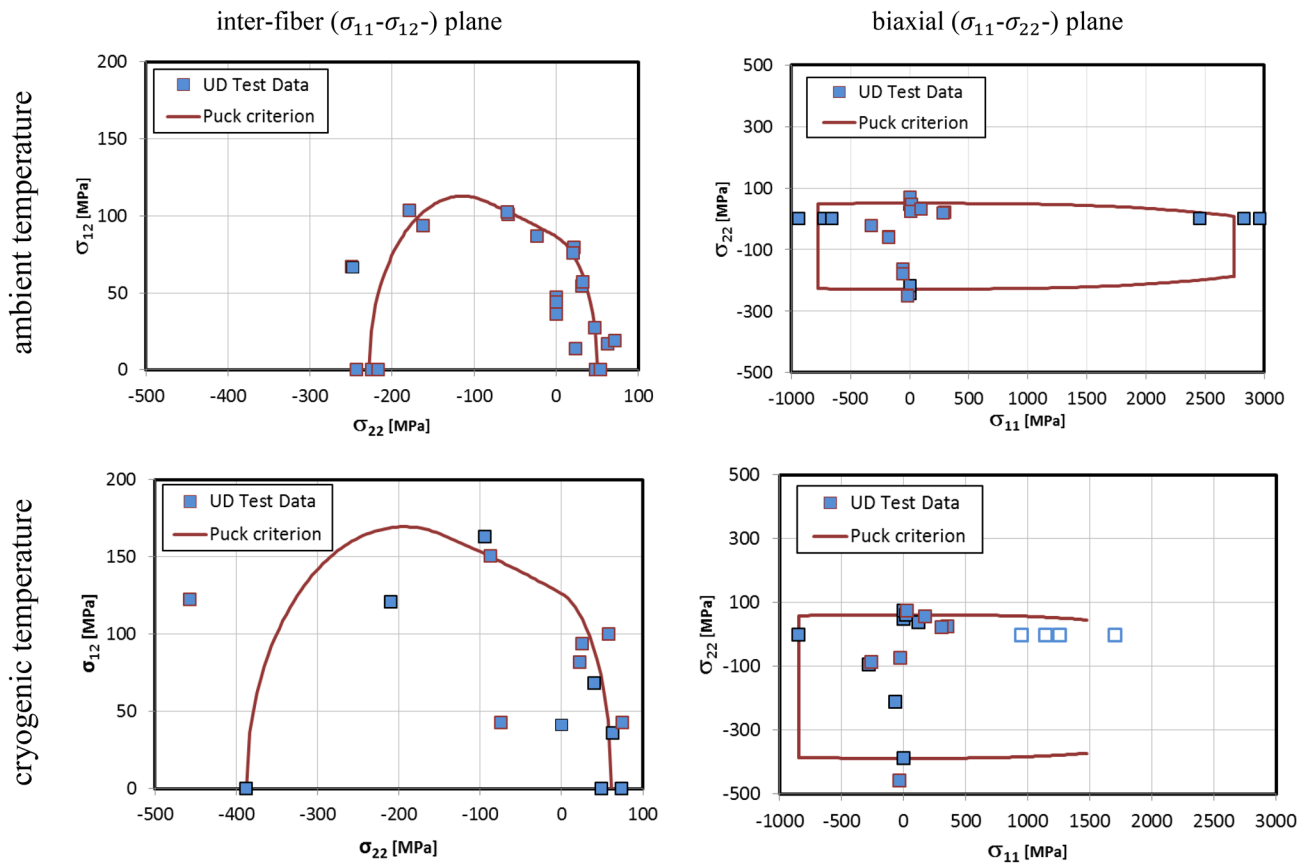 inter-fiber (σ11-σ12-) plane
biaxial (σ11-σ22-) plane
ambient temperature
200
150
100
50
0
σ12 [MPa]
UD Test Data
Puck criterion
-500
-400
-300
-200
-100
0
100
σ22 [MPa]
500
300
100
-100
-300
-500
σ22 [MPa]
UD Test Data
Puck criterion
-1000
-500
0
500
1000
1500
2000
2500
3000
σ11 [MPa]
cryogenic temperature
200
150
100
50
0
σ12 [MPa]
UD Test Data
Puck criterion
-500
-400
-300
-200
-100
0
100
σ22 [MPa]
500
300
100
-100
-300
-500
σ22 [MPa]
UD Test Data
Puck criterion
-1000
-500
0
500
1000
1500
2000
2500
3000
σ11 [MPa]